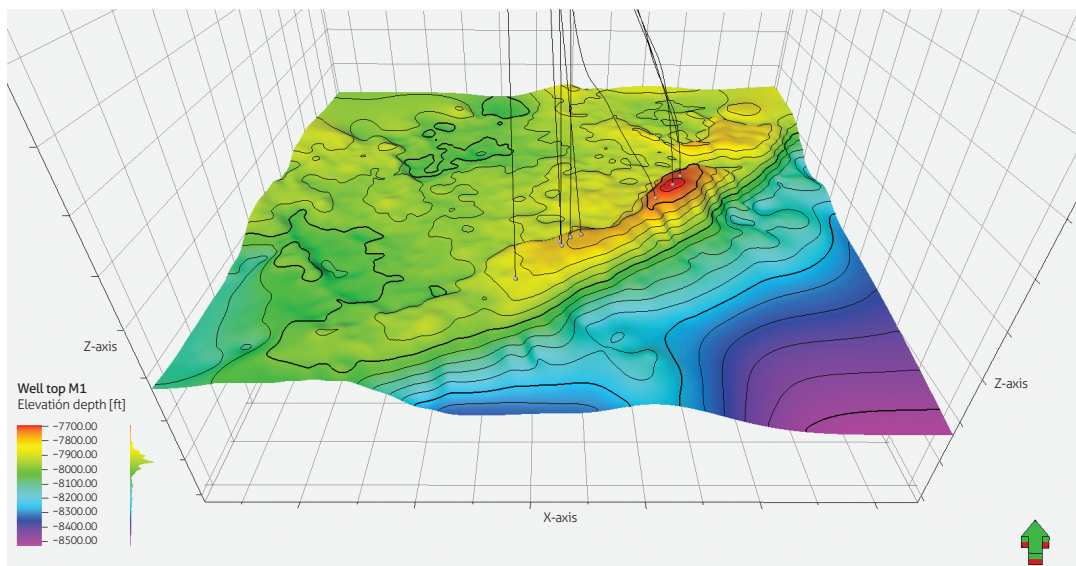 Z-axis
Z-axis
Well top M1
Elevation depth [ft]
−7700.00
−7800.00
−7900.00
−8000.00
−8100.00
−8200.00
−8300.00
−8400.00
−8500.00
X-axis